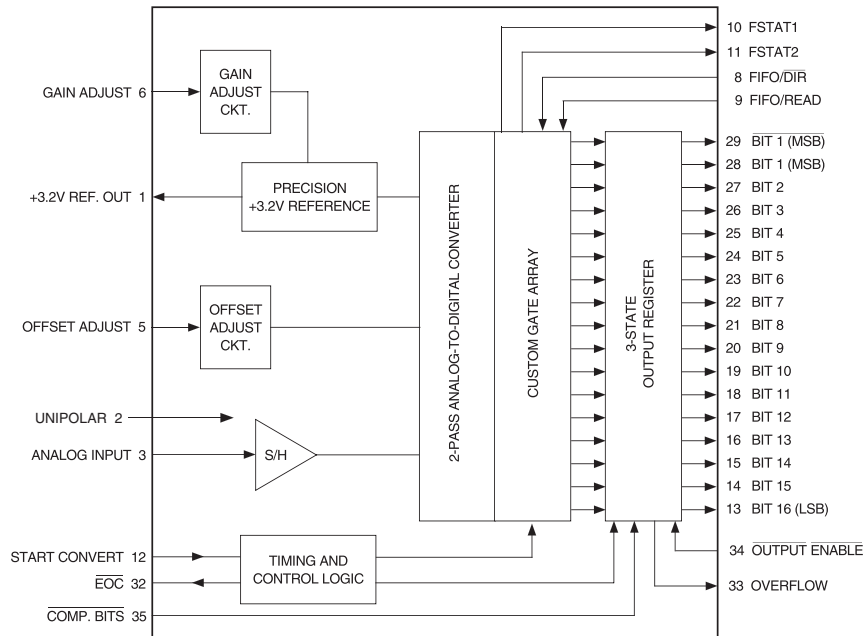 10 FSTAT1
11 FSTAT2
8 FIFO/DIR
9 FIFO/READ
GAIN ADJUST 6
GAIN
ADJUST
CKT.
+3.2V REF. OUT 1
PRECISION
+3.2V REFERENCE
OFFSET ADJUST 5
OFFSET
ADJUST
CKT.
UNIPOLAR 2
ANALOG INPUT 3
S/H
START CONVERT 12
EOC 32
COMP. BITS 35
TIMING AND
CONTROL LOGIC
2-PASS ANALOG-TO-DIGITAL CONVERTER
CUSTOM GATE ARRAY
3-STATE
OUTPUT REGISTER
29 BIT 1 (MSB)
28 BIT 1 (MSB)
27 BIT 2
26 BIT 3
25 BIT 4
24 BIT 5
23 BIT 6
22 BIT 7
21 BIT 8
20 BIT 9
19 BIT 10
18 BIT 11
17 BIT 12
16 BIT 13
15 BIT 14
14 BIT 15
13 BIT 16 (LSB)
34 OUTPUT ENABLE
33 OVERFLOW